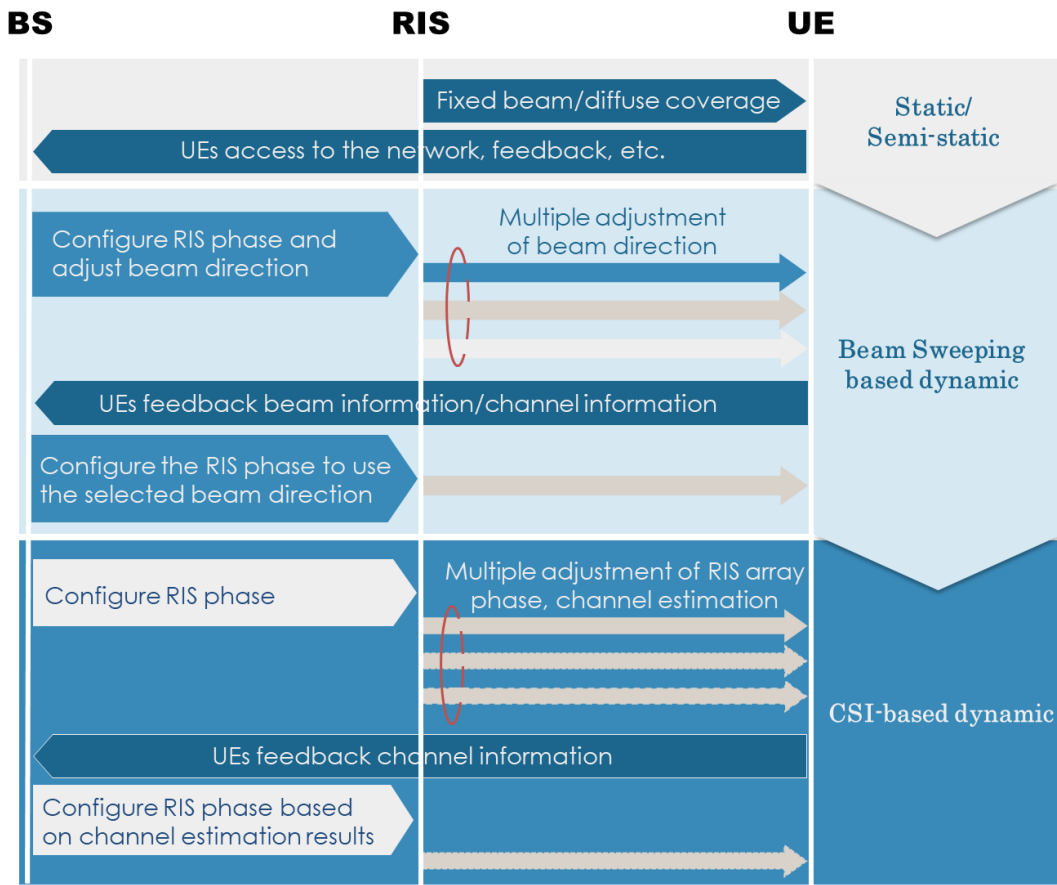 BS
RIS
UE
Fixed beam/diffuse coverage
UEs access to the network, feedback, etc.
Static/
Semi-static
Configure RIS phase and
adjust beam direction
Multiple adjustment
of beam direction
UEs feedback beam information/channel information
Configure the RIS phase to use
the selected beam direction
Beam Sweeping
based dynamic
Configure RIS phase
Multiple adjustment of RIS array
phase, channel estimation
UEs feedback channel information
Configure RIS phase based
on channel estimation results
CSI-based dynamic